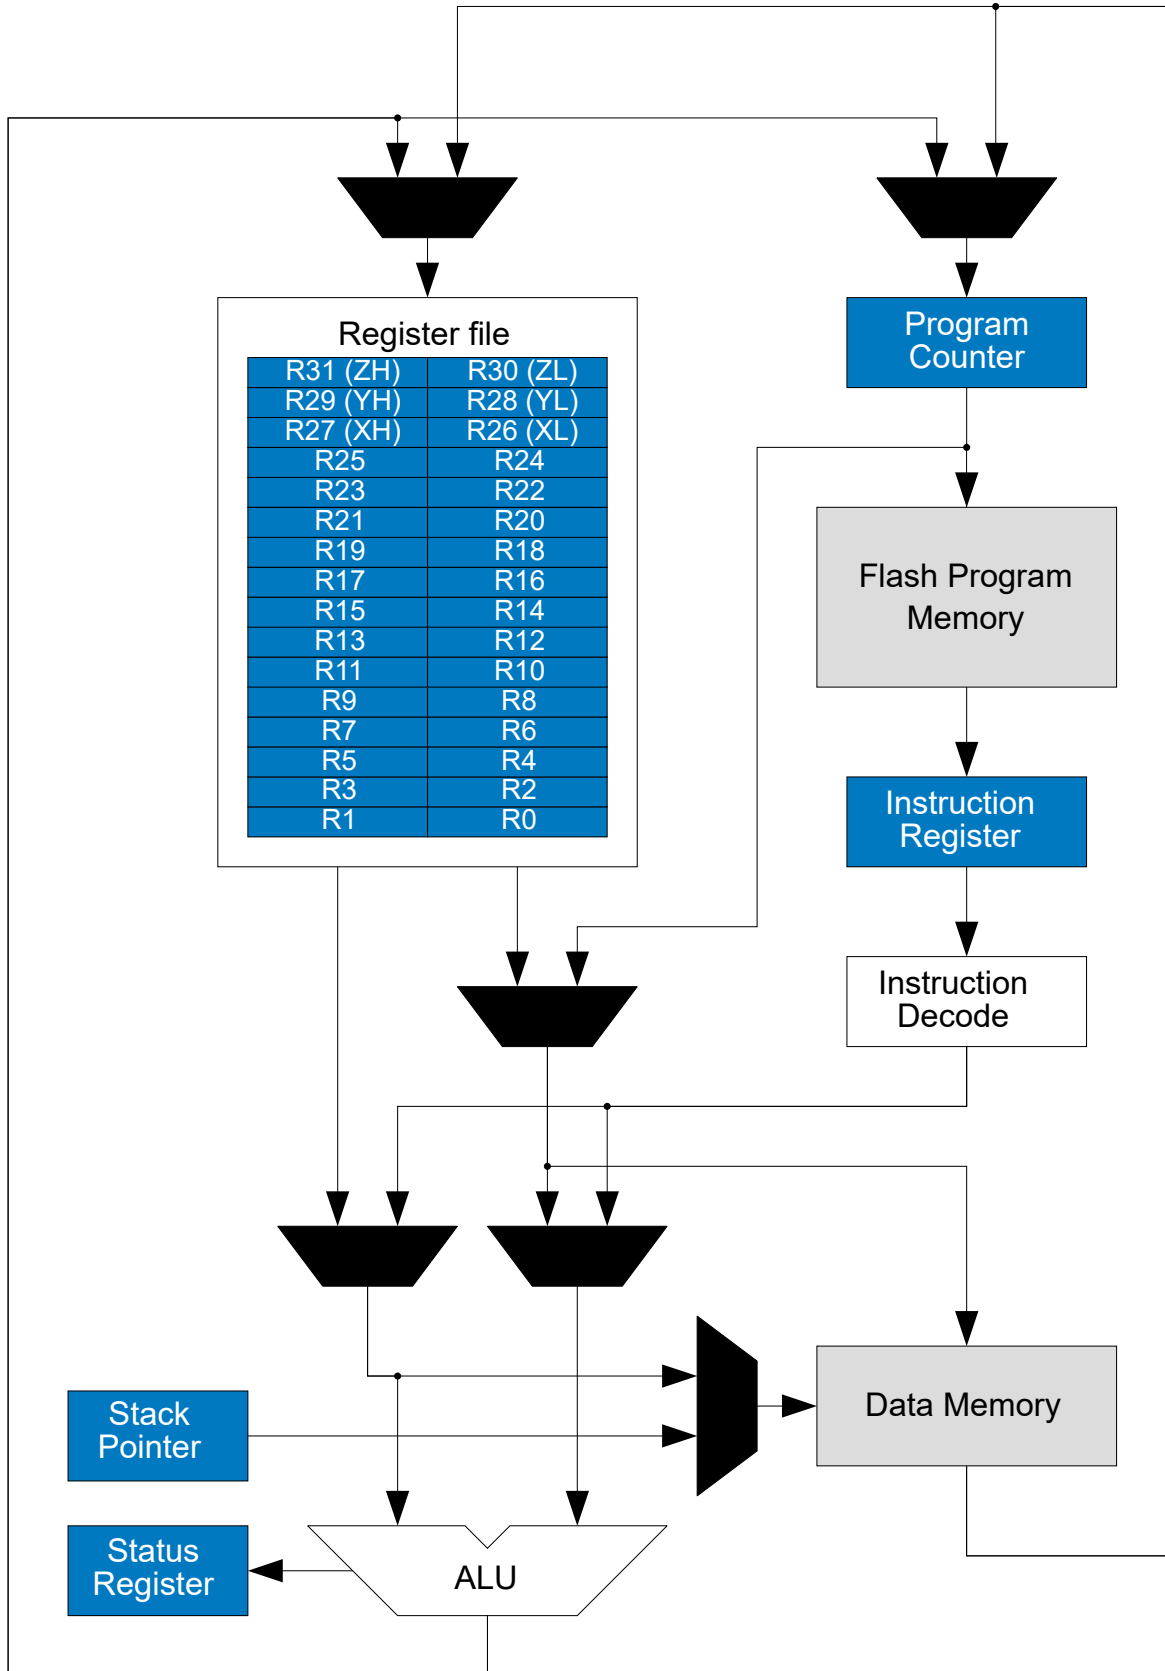 Register file
R31 (ZH) R30 (ZL)
R29 (YH) R28 (YL)
R27 (XH) R26 (XL)
R25 R24
R23 R22
R21 R20
R19 R18
R17 R16
R15 R14
R13 R12
R11 R10
R9 R8
R7 R6
R5 R4
R3 R2
R1 R0
Program
Counter
Flash Program
Memory
Instruction
Register
Instruction
Decode
Stack
Pointer
Data Memory
Status
Register
ALU